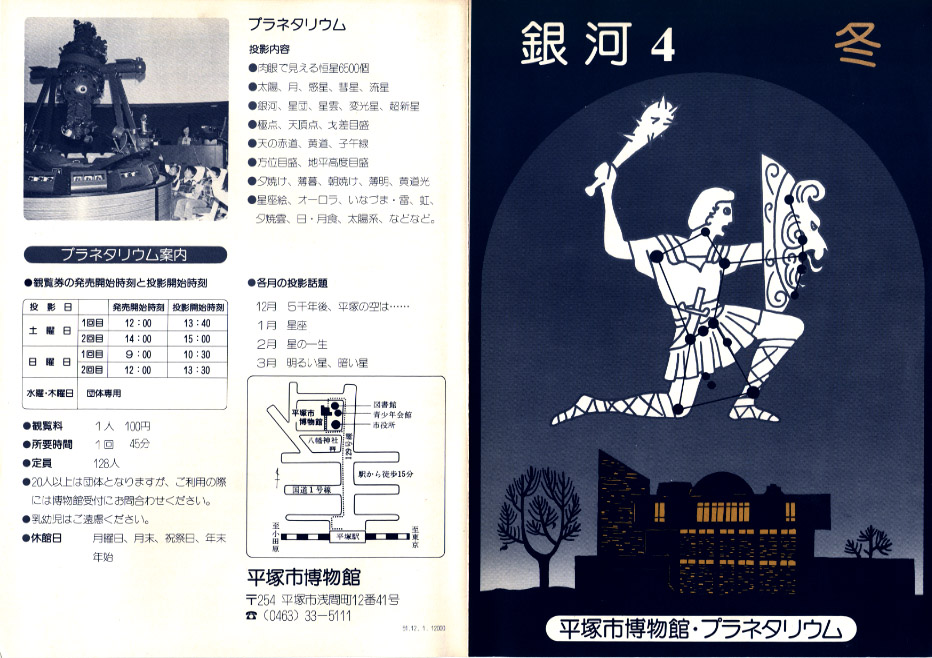 プラネタリウム
投影内容
●肉眼で見える恒星6500個
●太陽、月、惑星、彗星、流星
●銀河、星団、星雲、変光星、超新星
●極点、天頂点、才差目盛
●天の赤道、黄道、子午線
●方位目盛、地平高度目盛
●夕焼け、薄暮、朝焼け、薄明、黄道光
●星座絵、オーロラ、いなづま・雷、虹、
夕焼雲、日・月食、太陽系、などなど。
プラネタリウム案内
●観覧券の発売開始時刻と投影開始時刻
投影日 発売開始時刻 投影開始時刻
土曜日 1回目 12:00 13:40
2回目 14:00 15:00
日曜日 1回目 9:00 10:30
2回目 12:00 13:30
水曜・木曜日 団体専用
●観覧料 1人 100円
●所要時間 1回 45分
●定員 128人
●20人以上は団体となりますが、ご利用の際
には博物館受付にお問合わせください。
●乳幼児はご遠慮ください。
●休館日 月曜日、月末、祝祭日、年末
年始
●各月の投影話題
12月 5千年後、平塚の空は……
1月 星座
2月 星の一生
3月 明るい星、暗い星
図書館
青少年会館
市役所
平塚市
博物館
八幡神社
129号線
駅から徒歩15分
国道1号線
至小田原
平塚駅
至東京
平塚市博物館
〒254 平塚市浅間町12番41号
☎(0463)33-5111
51.12.1.12000
銀河4
冬
平塚市博物館・プラネタリウム